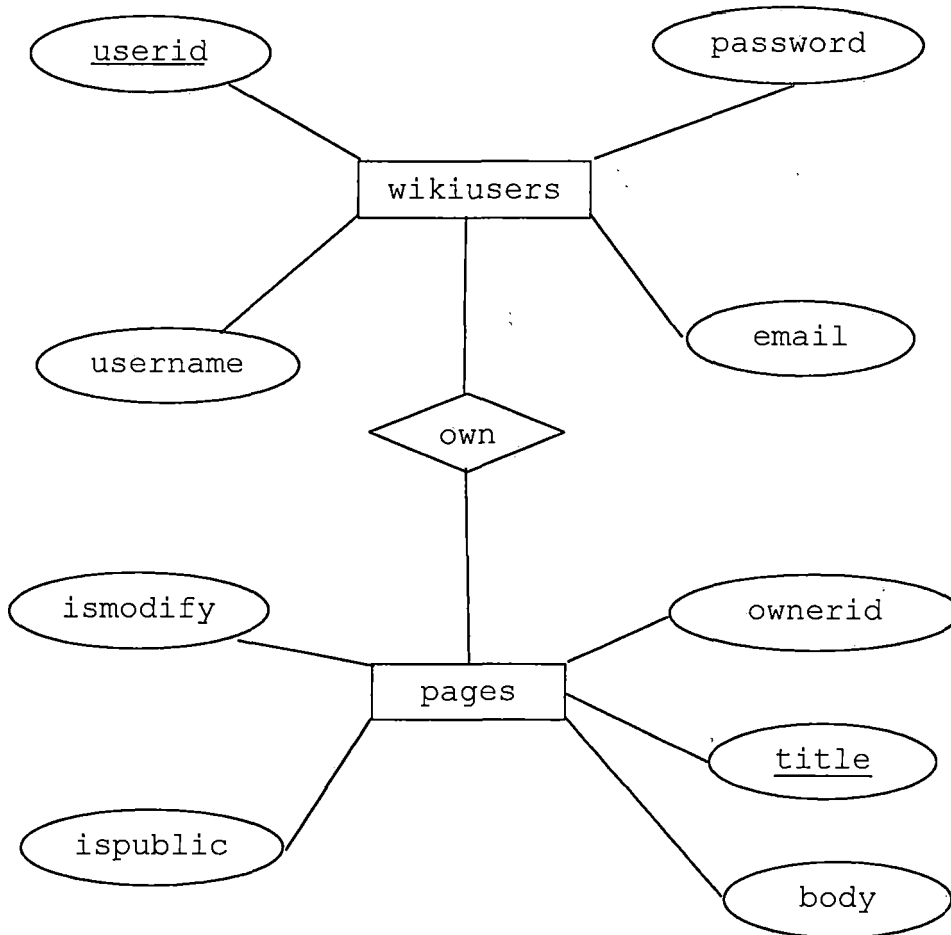 userid
password
wikiusers
username
email
own
ismodify
ownerid
pages
title
ispublic
body